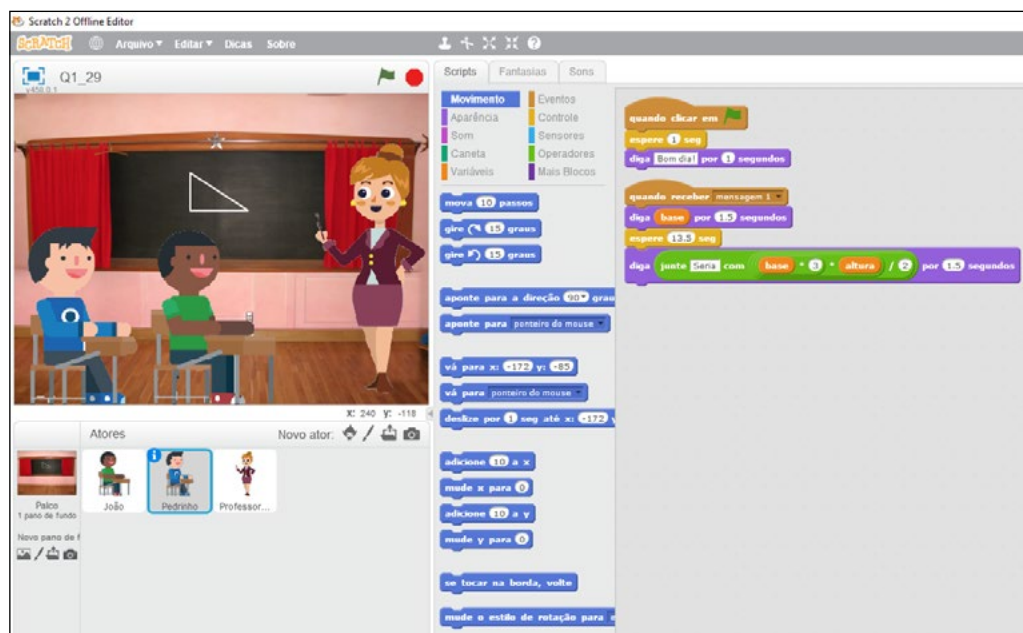 Scratch 2 Offline Editor
SCRATCH Arquivo Editar Dicas Sobre
Q1_29
v458.0.1
X: 240 Y: -118
Atores Novo ator:
Palco
1 pano de fundo
João Pedrinho Professor...
Novo pano de f
Scripts Fantasias Sons
Movimento Eventos
Aparência Controle
Som Sensores
Caneta Operadores
Variáveis Mais Blocos
mova 10 passos
gire 15 graus
gire 15 graus
aponte para a direção 90 grau
aponte para ponteiro do mouse
vá para x: -172 y: -85
vá para ponteiro do mouse
deslize por 1 seg até x: -172 y
adicione 10 a x
mude x para 0
adicione 10 a y
mude y para 0
se tocar na borda, volte
mude o estilo de rotação para
quando clicar em
espere 1 seg
diga Bom dia! por 1 segundos
quando receber mensagem 1
diga base por 1.5 segundos
espere 13.5 seg
diga junte Seria com base * 3 * altura / 2 por 1.5 segundos